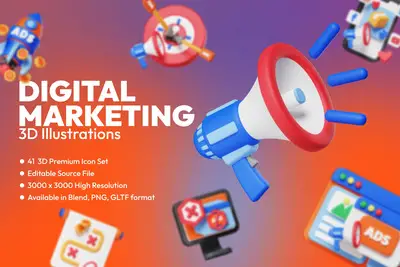 ADS
DIGITAL
MARKETING
3D Illustrations
41 3D Premium Icon Set
Editable Source File
3000 x 3000 High Resolution
Available in Blend, PNG, GLTF format
ADS